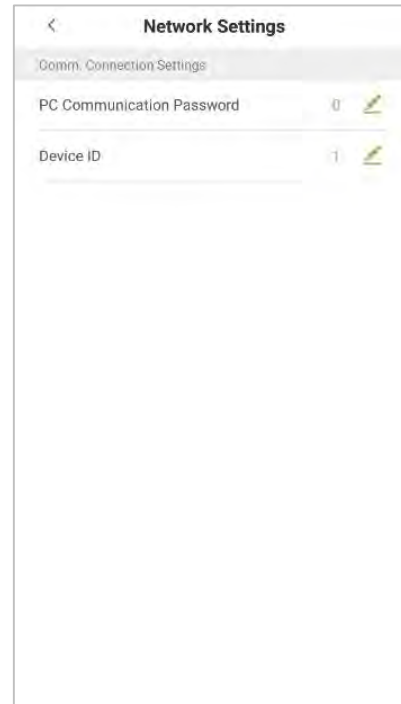 Network Settings
Comm. Connection Settings
PC Communication Password 0
Device ID 1